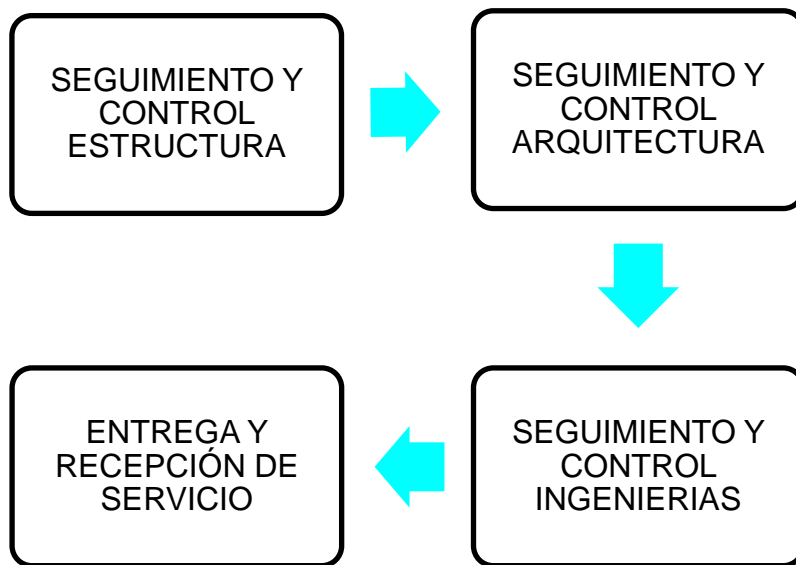 SEGUIMIENTO Y
CONTROL
ESTRUCTURA
SEGUIMIENTO Y
CONTROL
ARQUITECTURA
SEGUIMIENTO Y
CONTROL
INGENIERIAS
ENTREGA Y
RECEPCIÓN DE
SERVICIO